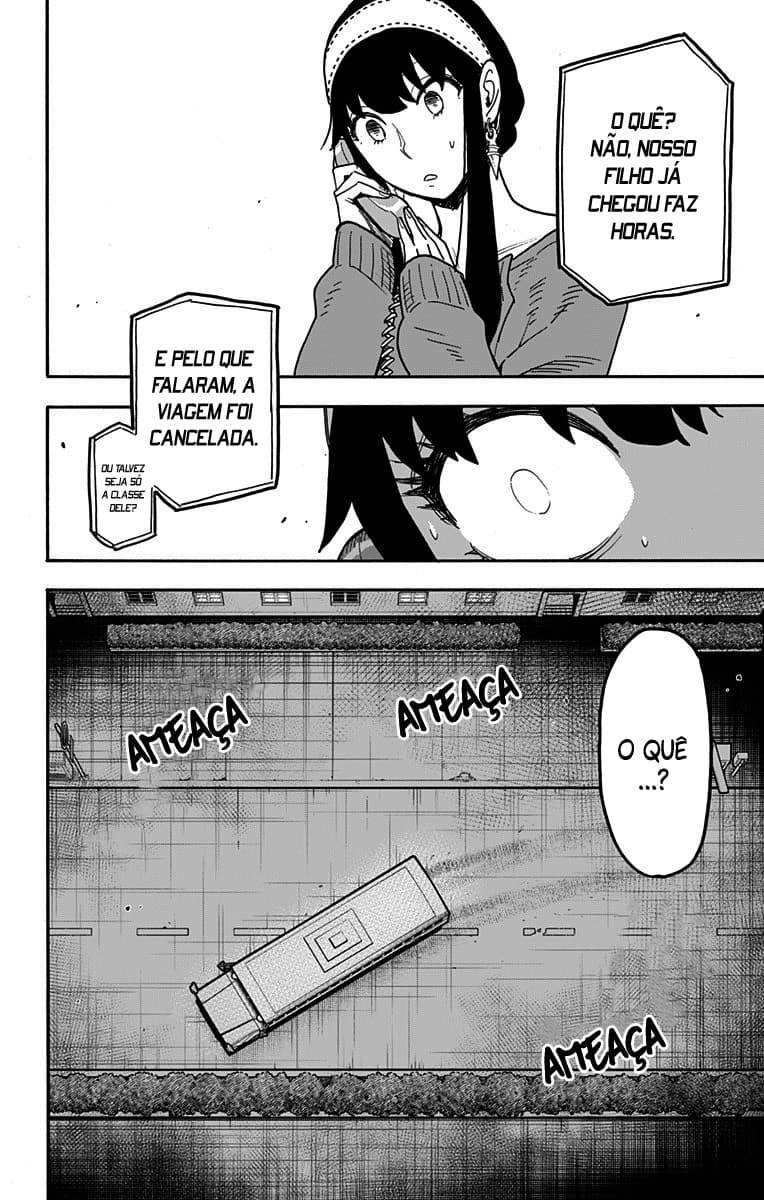 O QUÊ?
NÃO, NOSSO
FILHO JÁ
CHEGOU FAZ
HORAS.
E PELO QUE
FALARAM, A
VIAGEM FOI
CANCELADA.
OU TALVEZ
SEJA SÓ
A CLASSE
DELE?
O QUÊ
...?
AMEAÇA
AMEAÇA
AMEAÇA